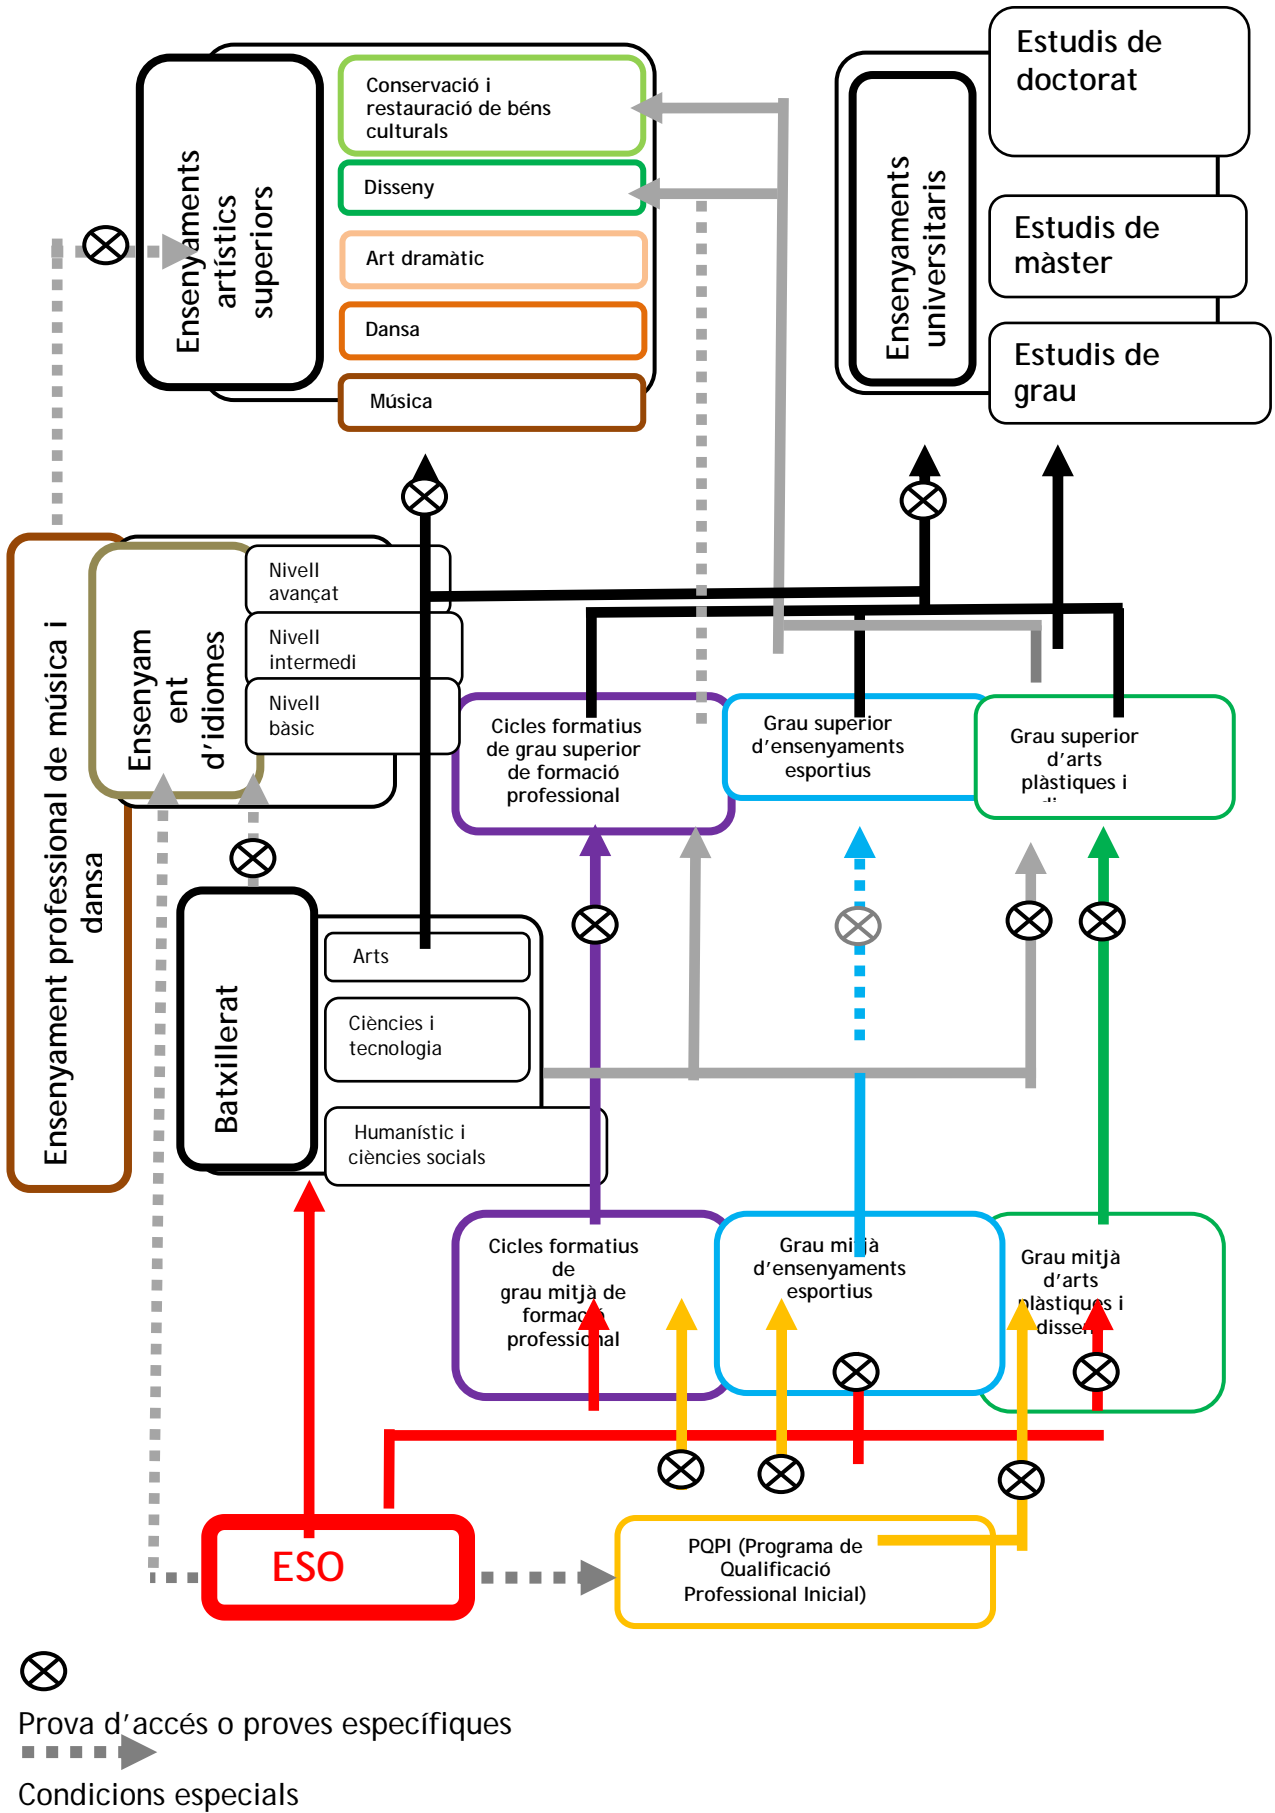 Estudis de
doctorat
Conservació i
restauració de béns
culturals
Ensenyaments
artístics
superiors
Disseny
Art dramàtic
Dansa
Música
Ensenyaments
universitaris
Estudis de
màster
Estudis de
grau
Ensenyament professional de música i
dansa
Ensenyam
ent
d'idiomes
Nivell
avançat
Nivell
intermedi
Nivell
bàsic
Cicles formatius
de grau superior
de formació
professional
Grau superior
d'ensenyaments
esportius
Grau superior
d'arts
plàstiques i
Batxillerat
Arts
Ciències i
tecnologia
Humanístic i
ciències socials
Cicles formatius
de
grau mitjà de
formació
professional
Grau mitjà
d'ensenyaments
esportius
Grau mitjà
d'arts
plàstiques i
disseny
ESO
PQPI (Programa de
Qualificació
Professional Inicial)
Prova d'accés o proves específiques
Condicions especials